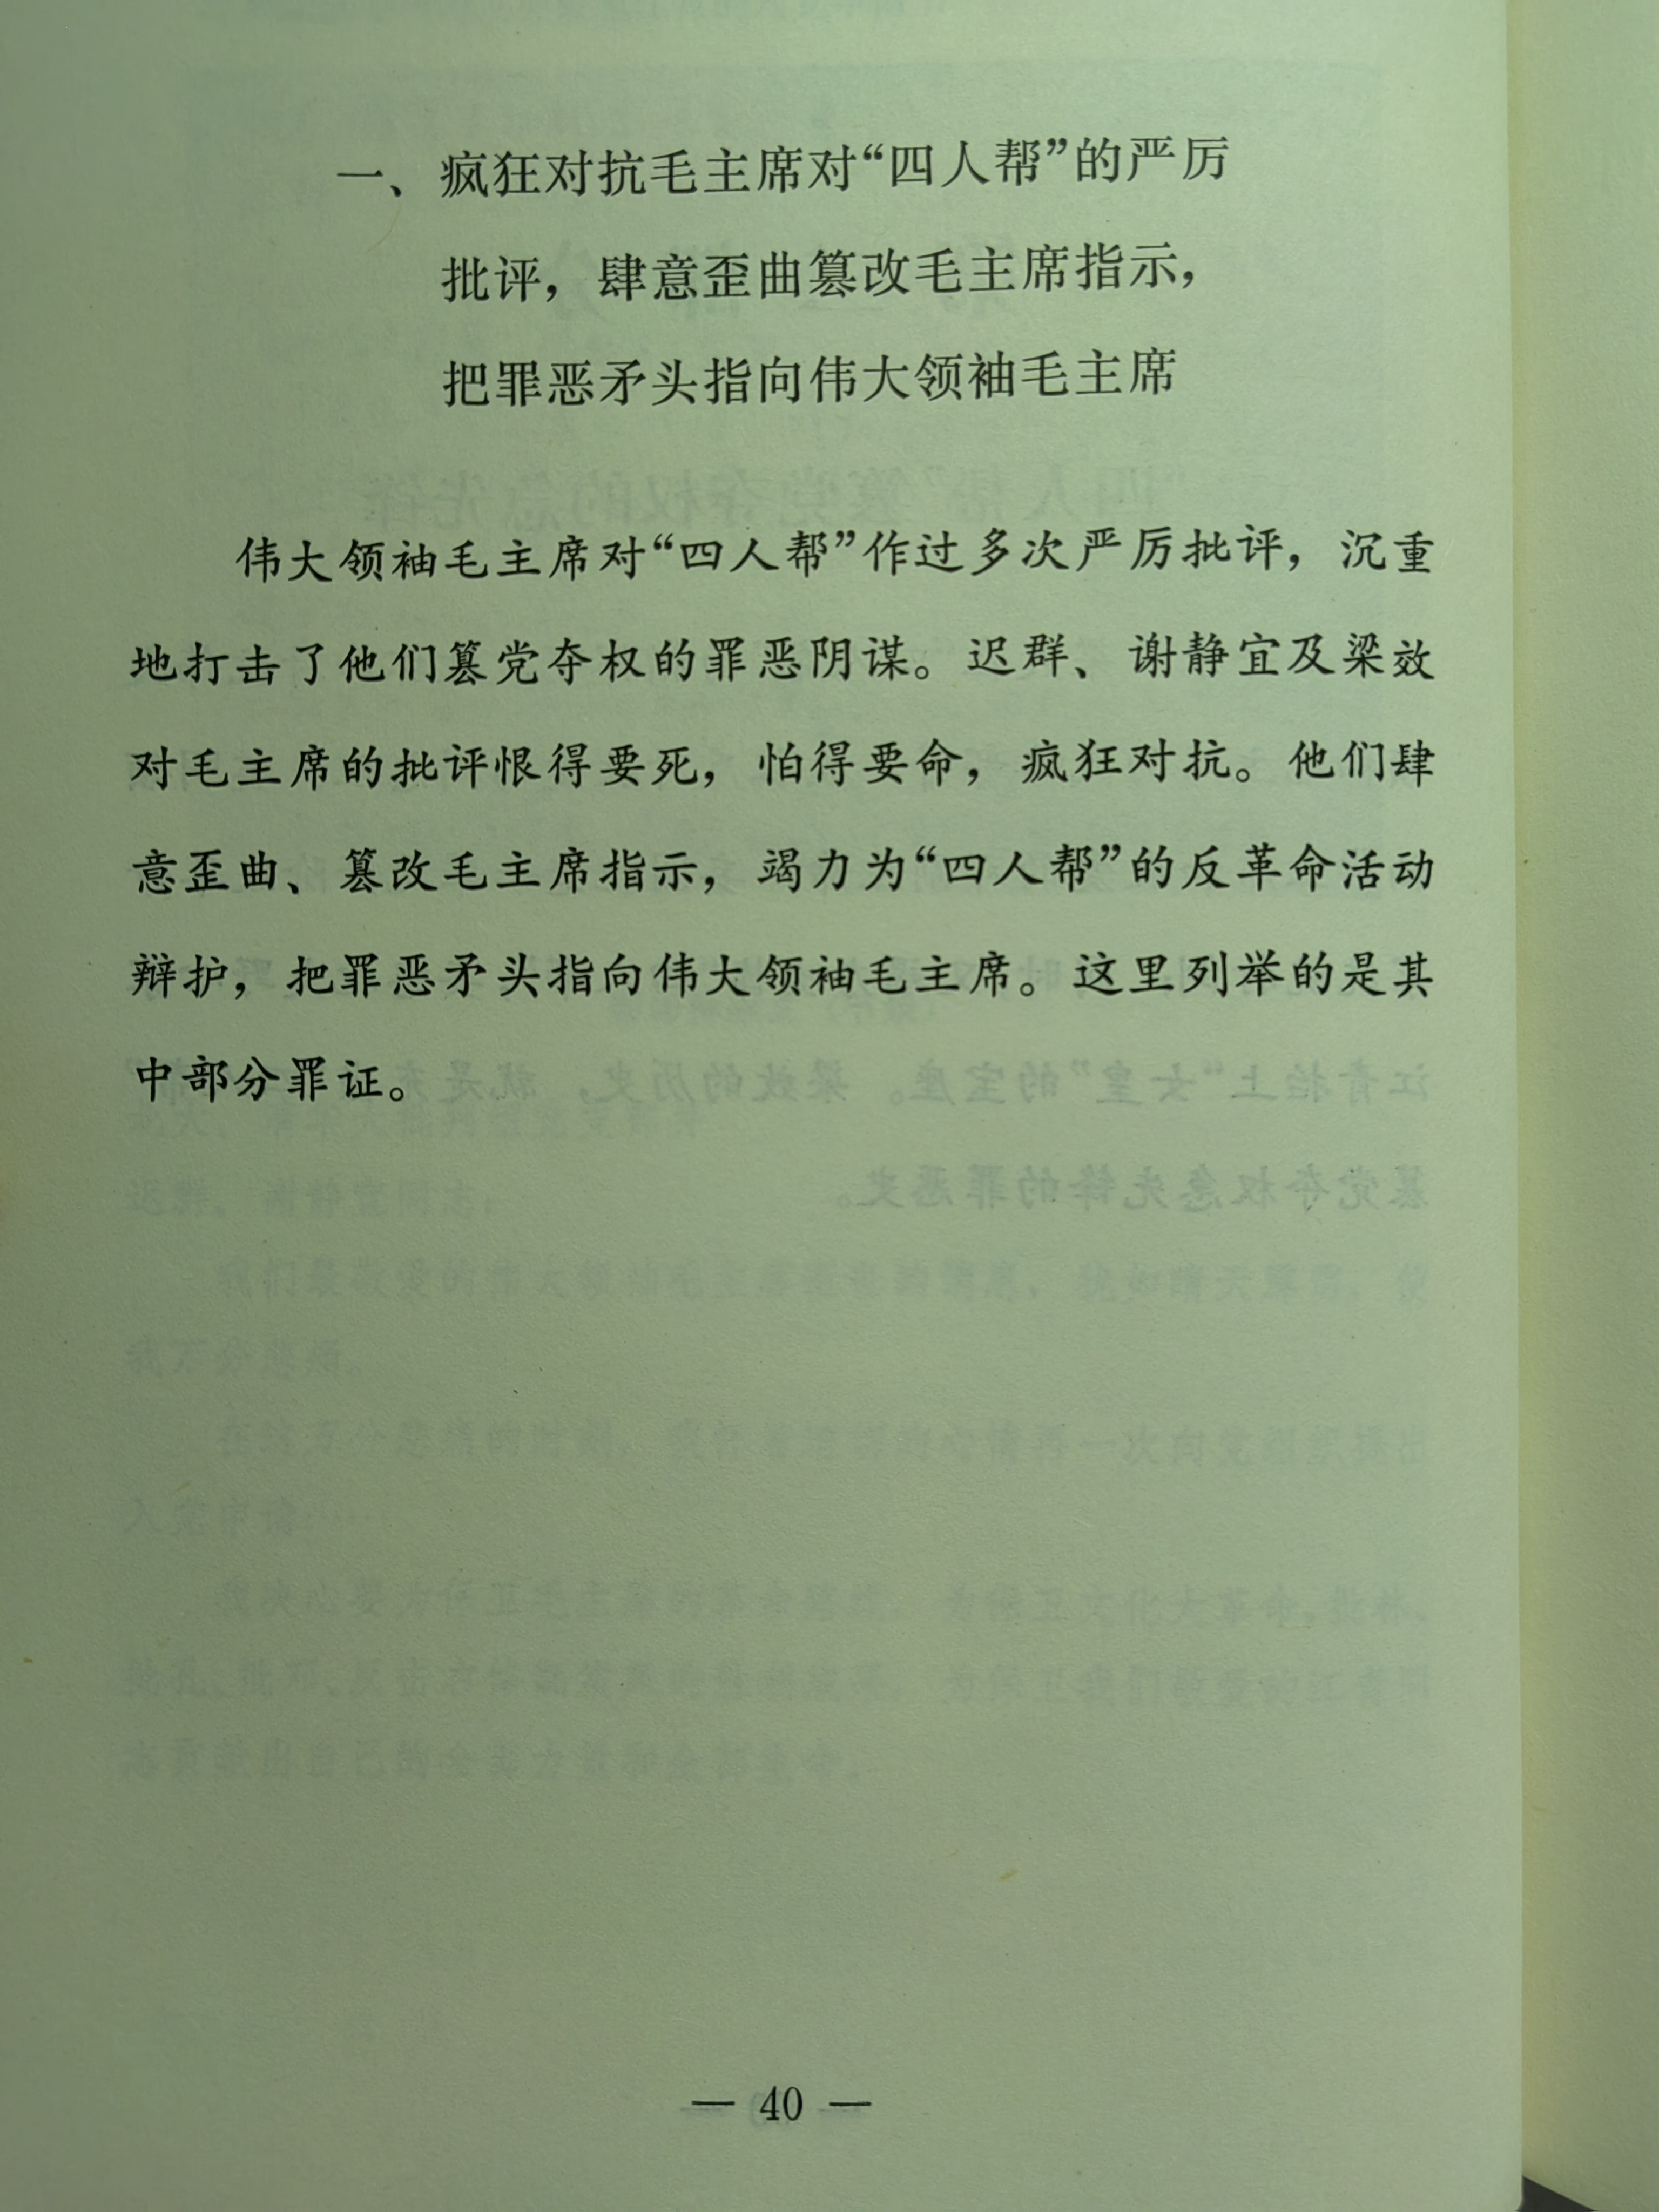 一、疯狂对抗毛主席对“四人帮”的严厉
批评，肆意歪曲篡改毛主席指示，
把罪恶矛头指向伟大领袖毛主席
伟大领袖毛主席对“四人帮”作过多次严厉批评，沉重
地打击了他们篡党夺权的罪恶阴谋。迟群、谢静宜及梁效
对毛主席的批评恨得要死，怕得要命，疯狂对抗。他们肆
意歪曲、篡改毛主席指示，竭力为“四人帮”的反革命活动
辩护，把罪恶矛头指向伟大领袖毛主席。这里列举的是其
中部分罪证。
— 40 —